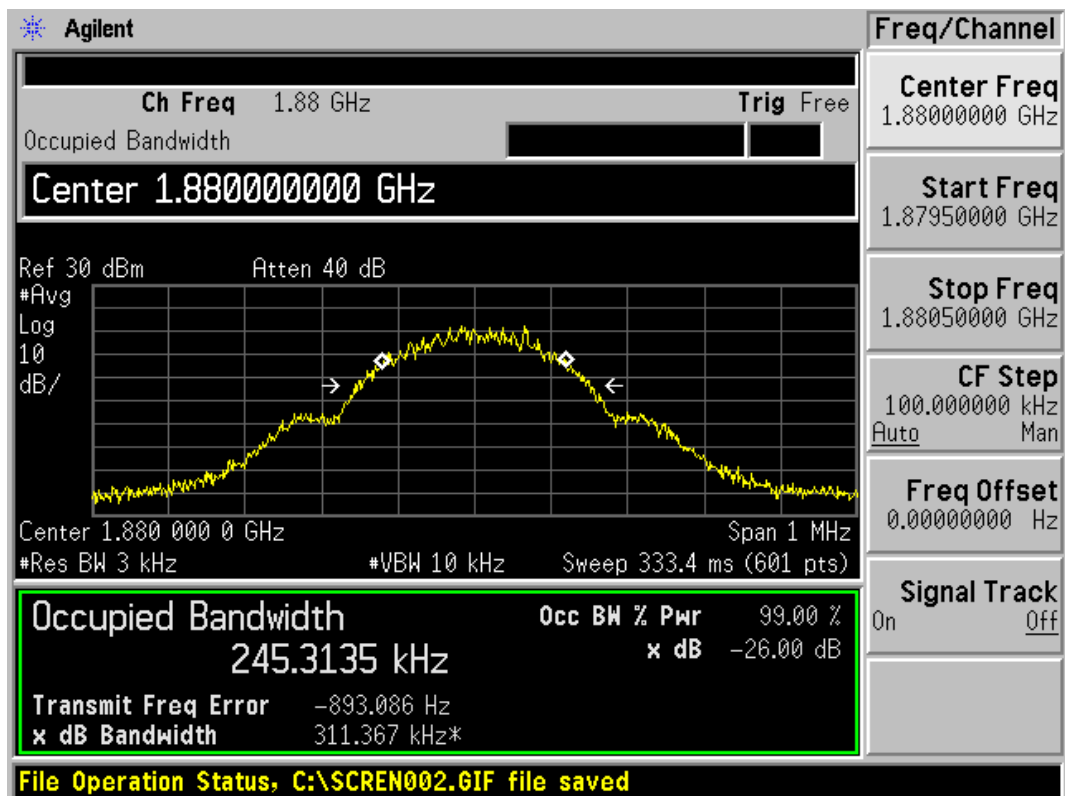 Agilent
Freq/Channel
Ch Freq 1.88 GHz Trig Free
Occupied Bandwidth
Center 1.880000000 GHz
Ref 30 dBm Atten 40 dB
#Avg
Log
10
dB/
Center 1.880 000 0 GHz Span 1 MHz
#Res BW 3 kHz #VBW 10 kHz Sweep 333.4 ms (601 pts)
Occupied Bandwidth
245.3135 kHz
Occ BW % Pwr 99.00 %
x dB -26.00 dB
Transmit Freq Error -893.086 Hz
x dB Bandwidth 311.367 kHz*
Center Freq
1.88000000 GHz
Start Freq
1.87950000 GHz
Stop Freq
1.88050000 GHz
CF Step
100.000000 kHz
Auto Man
Freq Offset
0.00000000 Hz
Signal Track
On Off
File Operation Status, C:\SCREN002.GIF file saved